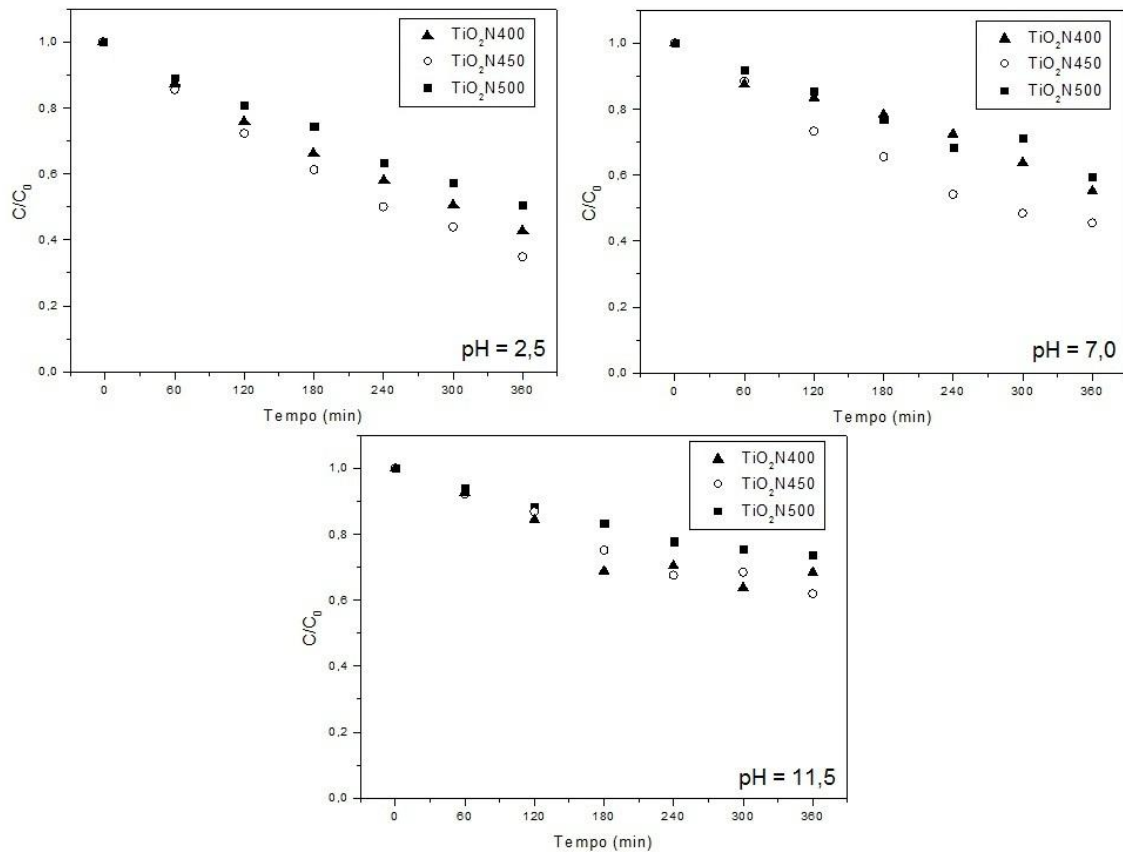 TiO2N400
TiO2N450
TiO2N500
C/C0
1,0
0,8
0,6
0,4
0,2
0,0
pH = 2,5
0 60 120 180 240 300 360
Tempo (min)
TiO2N400
TiO2N450
TiO2N500
C/C0
1,0
0,8
0,6
0,4
0,2
0,0
pH = 7,0
0 60 120 180 240 300 360
Tempo (min)
TiO2N400
TiO2N450
TiO2N500
C/C0
1,0
0,8
0,6
0,4
0,2
0,0
pH = 11,5
0 60 120 180 240 300 360
Tempo (min)